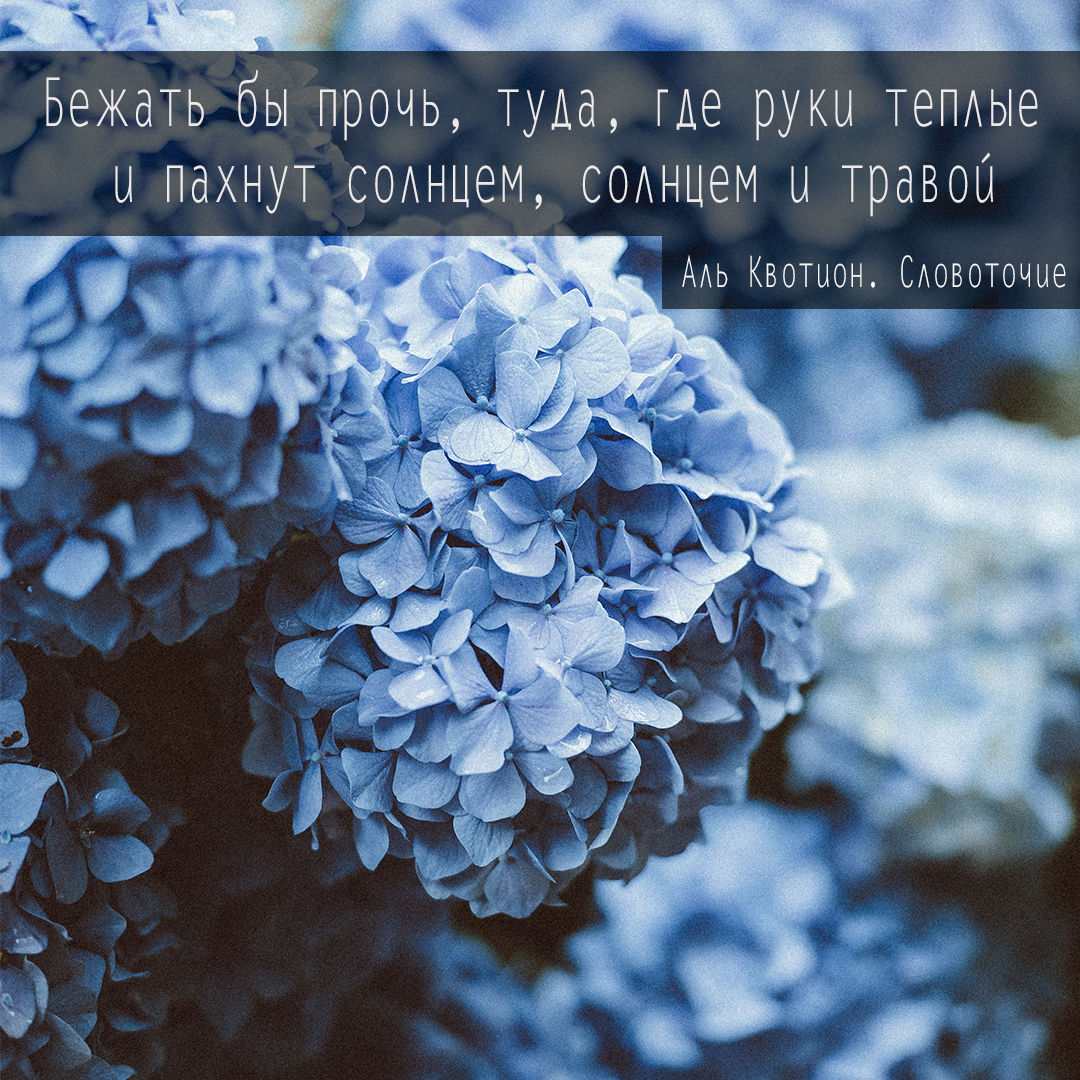 Бежать бы прочь, туда, где руки теплые
и пахнут солнцем, солнцем и травой
Аль Квотион. Словоточие